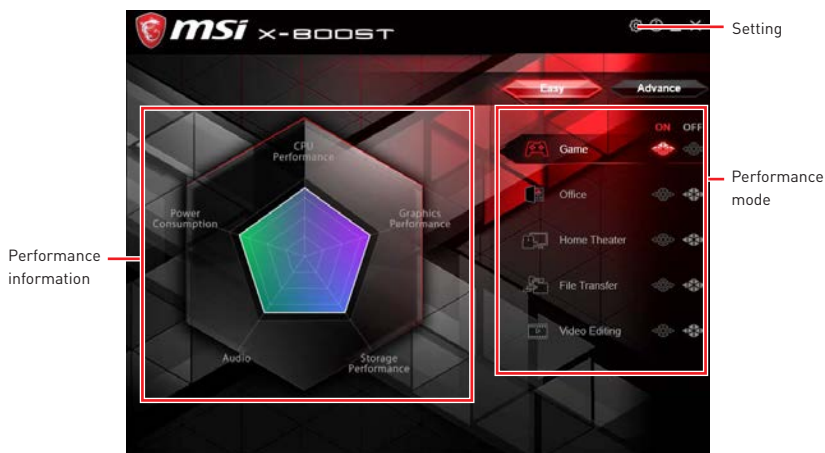 msi X-BOOST
Setting
Easy
Advance
ON OFF
Game
Office
Home Theater
File Transfer
Video Editing
Performance
mode
CPU
Performance
Power
Consumption
Graphics
Performance
Audio
Storage
Performance
Performance
information